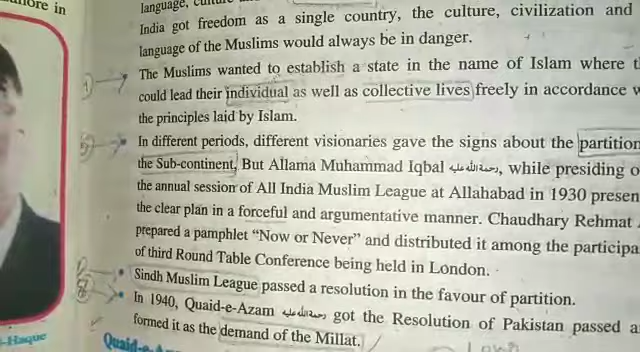 language,
India got freedom as a single country, the culture, civilization and
language of the Muslims would always be in danger.
The Muslims wanted to establish a state in the name of Islam where
could lead their individual as well as collective lives freely in accordance
the principles laid by Islam.
In different periods, different visionaries gave the signs about the partition
the Sub-continent. But Allama Muhammad Iqbal رحمۃ اللہ علیہ, while presiding
the annual session of All India Muslim League at Allahabad in 1930
the clear plan in a forceful and argumentative manner. Chaudhary Rehmat
prepared a pamphlet “Now or Never” and distributed it among the
of third Round Table Conference being held in London.
Sindh Muslim League passed a resolution in the favour of partition.
In 1940, Quaid-e-Azam رحمۃ اللہ علیہ got the Resolution of Pakistan passed
formed it as the demand of the Millat.
in
-Haque